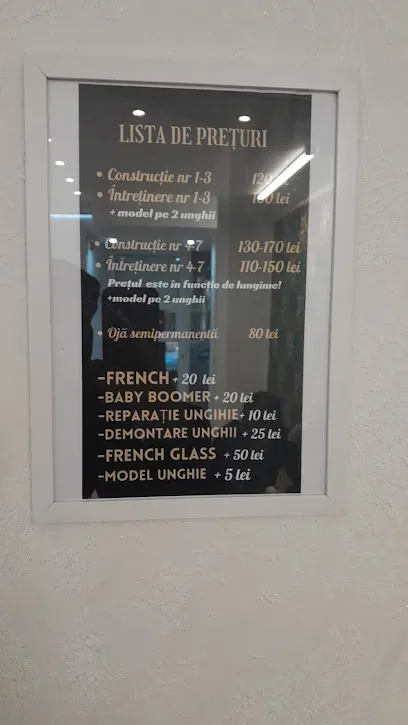 LISTA DE PREȚURI
• Construcție nr 1-3 120 lei
• Întreținere nr 1-3 100 lei
+ model pe 2 unghii
• Construcție nr 4-7 130-170 lei
• Întreținere nr 4-7 110-150 lei
Prețul este în funcție de lungime!
+model pe 2 unghii
• Ojă semipermanentă 80 lei
-FRENCH + 20 lei
-BABY BOOMER + 20 lei
-REPARAȚIE UNGIHIE + 10 lei
-DEMONTARE UNGHII + 25 lei
-FRENCH GLASS + 50 lei
-MODEL UNGHIE + 5 lei